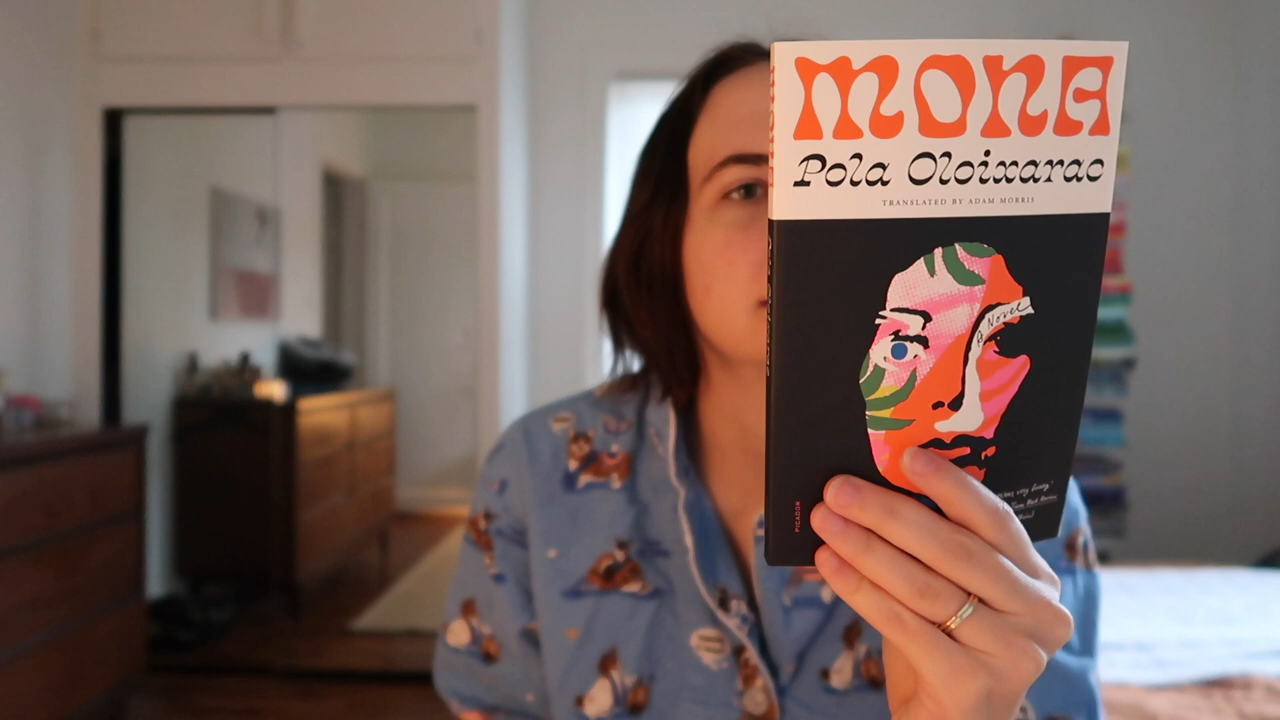 MONA
Pola Oloixarac
TRANSLATED BY ADAM MORRIS
A Novel
PICADOR